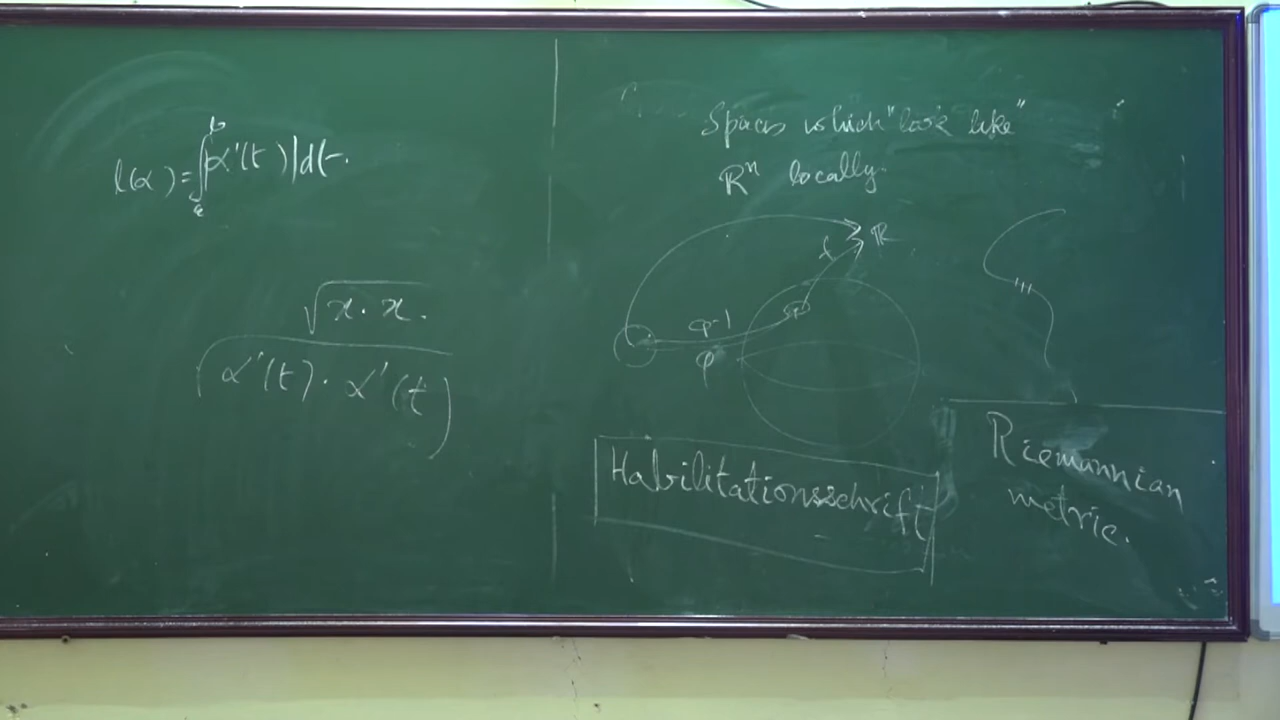 l(α) = ∫ₐᵇ |α'(t)| dt.
√x. x.
√α'(t). α'(t)
Spaces which "look like"
Rⁿ locally.
ℝ
f
φ⁻¹
φ
Habilitationsschrift
Riemannian
metric.